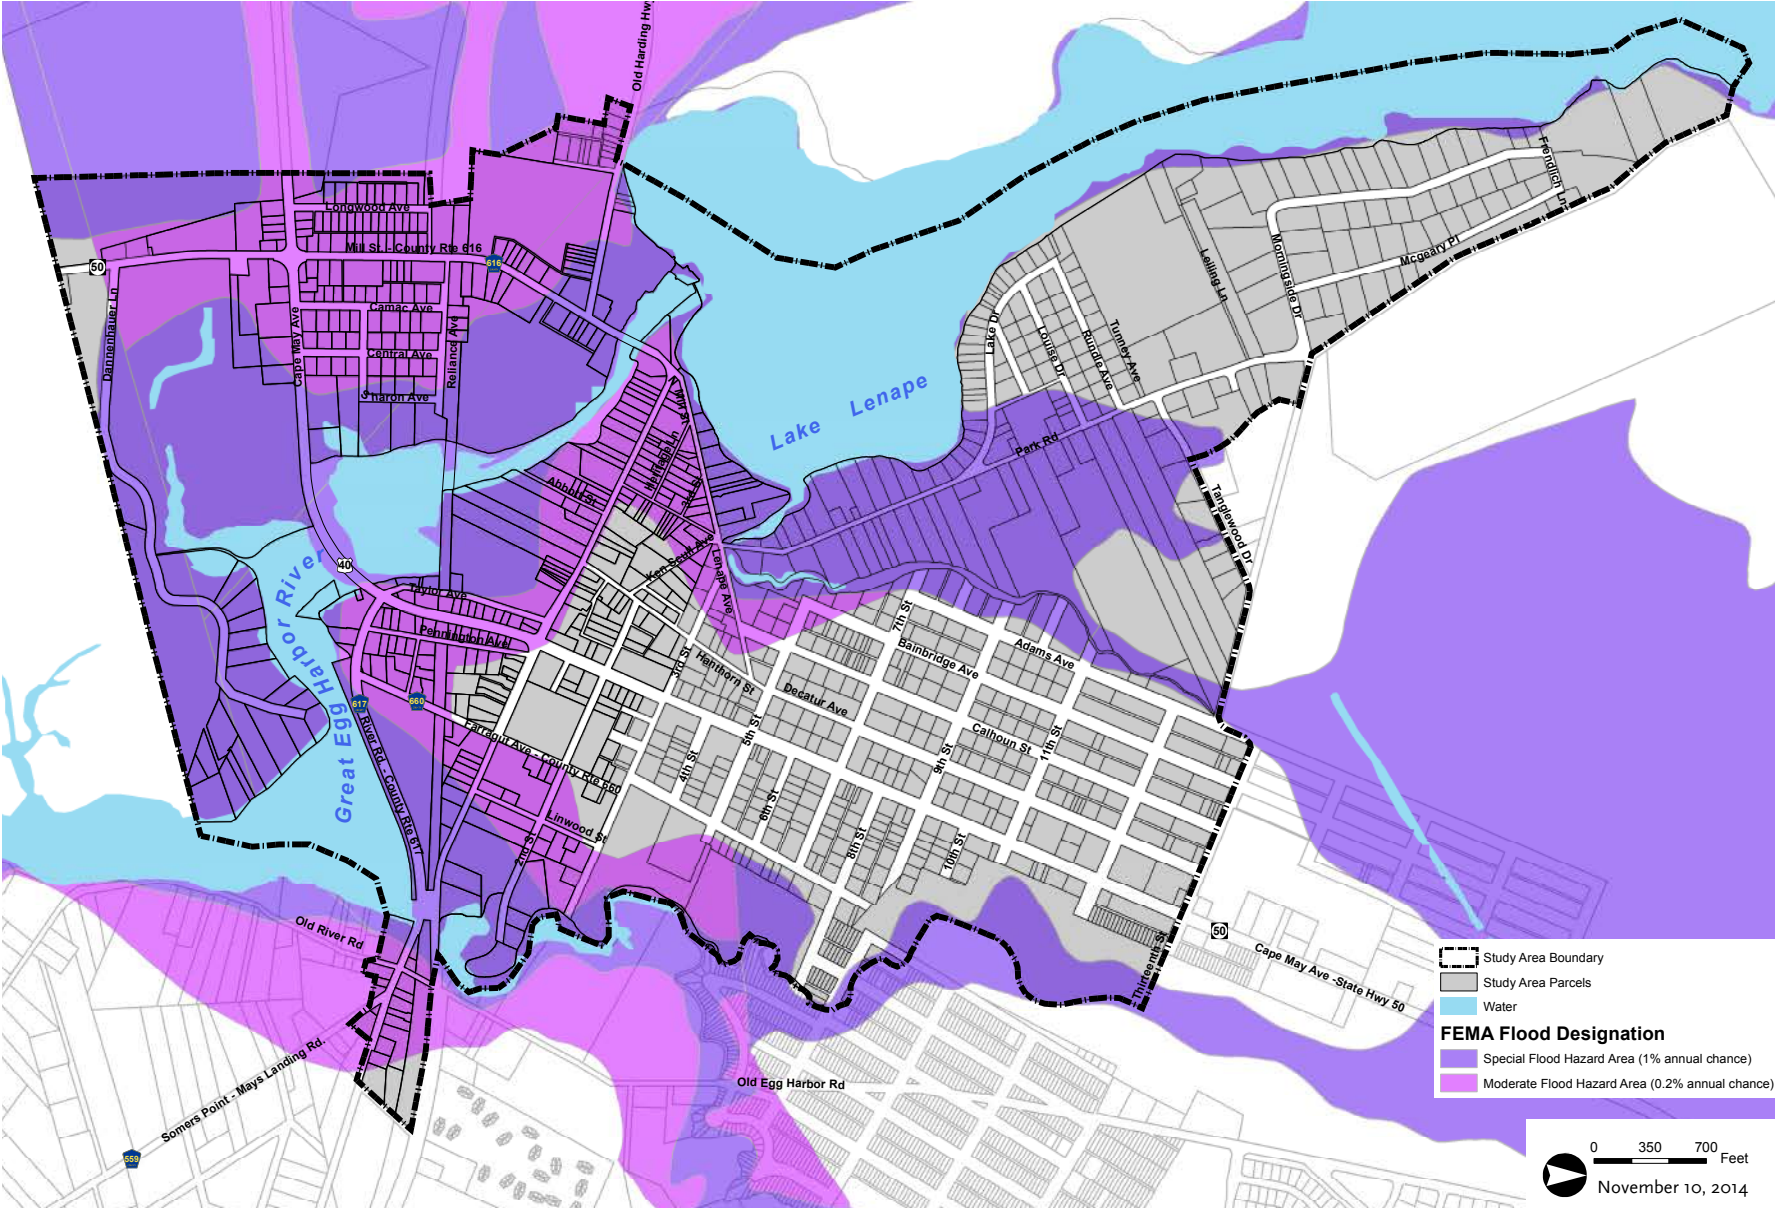 Old Harding Hwy
Longwood Ave
Mill St. - County Rte 616
616
50
Dannenhauer Ln
Cape May Ave
Camac Ave
Central Ave
Sharon Ave
Reliance Ave
Frendlich Ln
Mcgeary Pl
Morningside Dr
Leiling Ln
Lake Dr
Louise Dr
Rundle Ave
Tunney Ave
Park Rd
Tanglewood Dr
Lake Lenape
N Mill St
Heritage Ln
3rd St
Abbott St
Ken Scull Ave
Lenape Ave
40
Taylor Ave
Pennington Ave
Great Egg Harbor River
617
660
River Rd. - County Rte 617
Farragut Ave - County Rte 660
Linwood St
2nd St
3rd St
Hahthorn St
Decatur Ave
Bainbridge Ave
Adams Ave
Calhoun St
7th St
5th St
4th St
6th St
8th St
9th St
10th St
11th St
Thirteenth St
50
Cape May Ave -State Hwy 50
Old River Rd
Somers Point - Mays Landing Rd.
559
Old Egg Harbor Rd
Study Area Boundary
Study Area Parcels
Water
FEMA Flood Designation
Special Flood Hazard Area (1% annual chance)
Moderate Flood Hazard Area (0.2% annual chance)
0 350 700
Feet
November 10, 2014